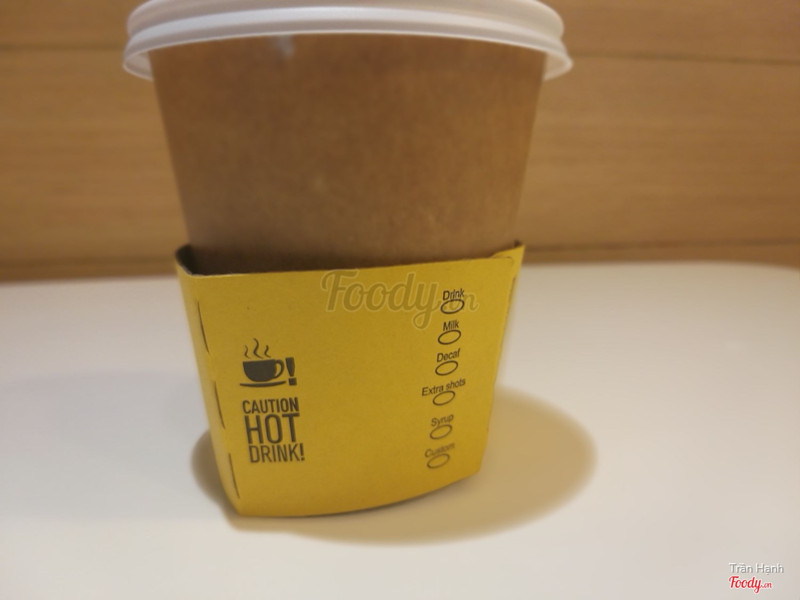 Foody.vn
Drink
Milk
Decaf
Extra shots
Syrup
Custom
CAUTION
HOT
DRINK!
Trần Hạnh
Foody.vn